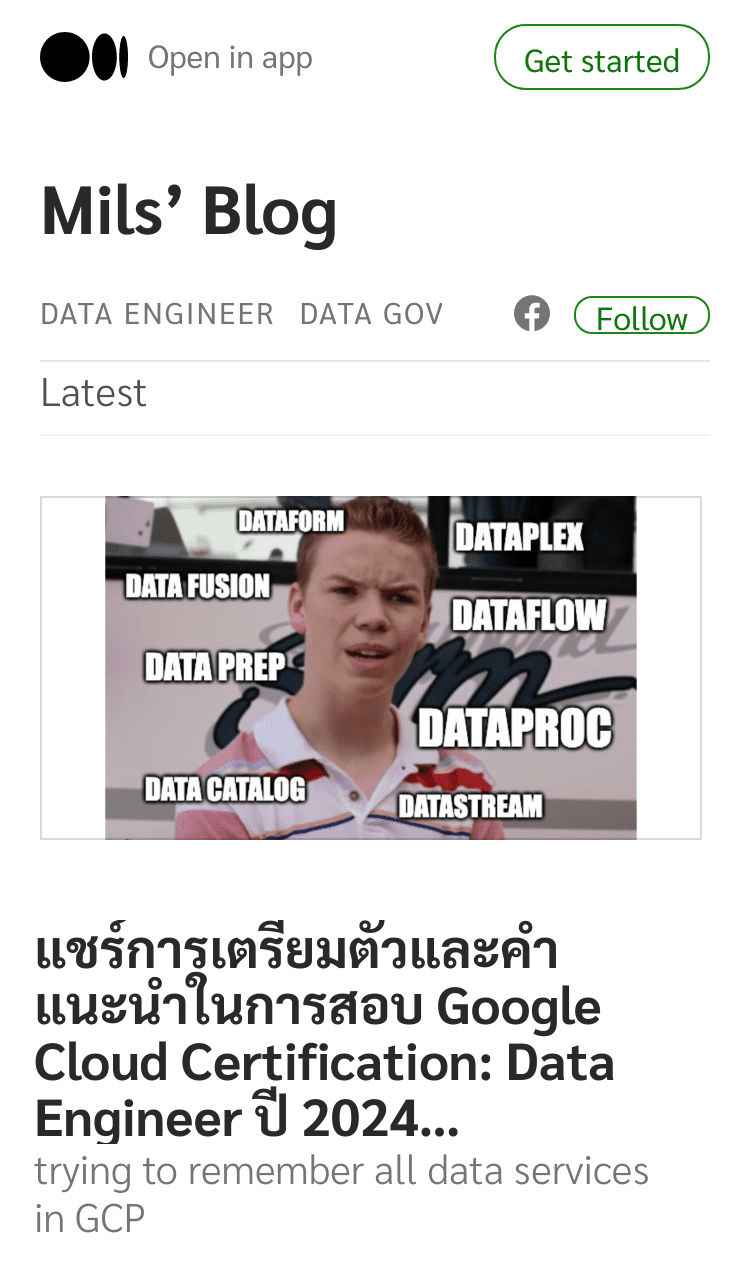 Open in app
Get started
Mils’ Blog
DATA ENGINEER DATA GOV
Follow
Latest
DATAFORM
DATAPLEX
DATA FUSION
DATAFLOW
DATA PREP
DATAPROC
DATA CATALOG
DATASTREAM
แชร์การเตรียมตัวและคำ
แนะนำในการสอบ Google
Cloud Certification: Data
Engineer ปี 2024...
trying to remember all data services
in GCP